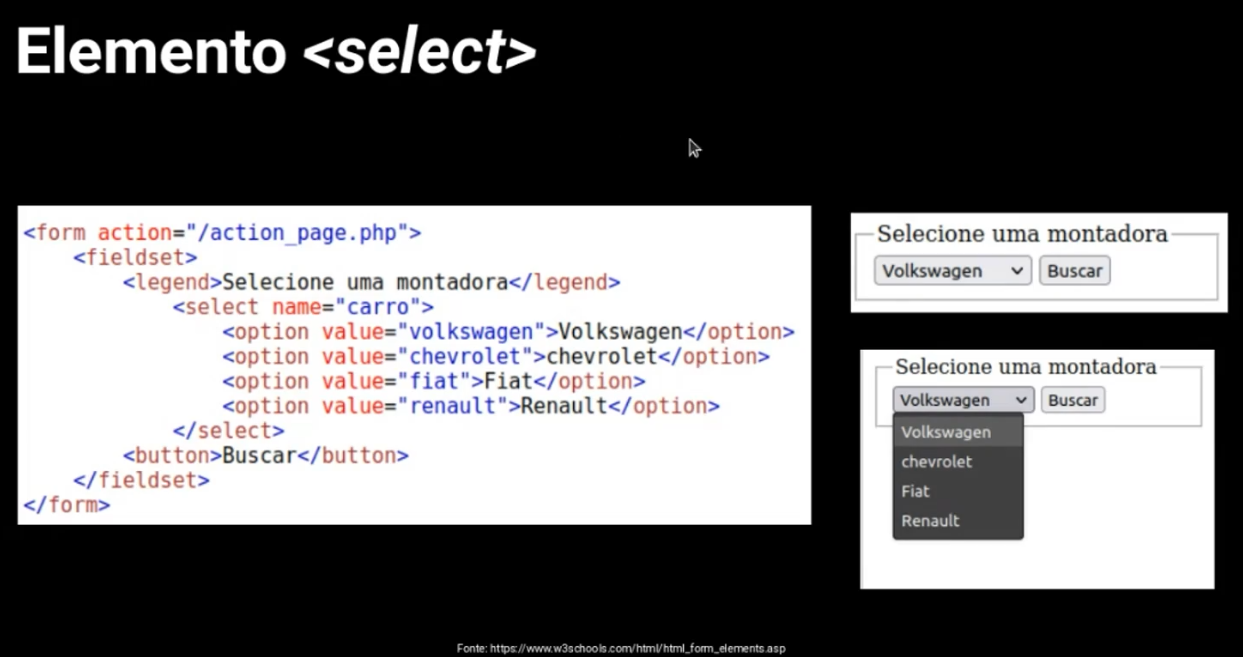 Elemento <select>
<form action="/action_page.php">
<fieldset>
<legend>Selecione uma montadora</legend>
<select name="carro">
<option value="volkswagen">Volkswagen</option>
<option value="chevrolet">chevrolet</option>
<option value="fiat">Fiat</option>
<option value="renault">Renault</option>
</select>
<button>Buscar</button>
</fieldset>
</form>
Selecione uma montadora
Volkswagen Buscar
Selecione uma montadora
Volkswagen Buscar
Volkswagen
chevrolet
Fiat
Renault
Fonte: https://www.w3schools.com/html/html_form_elements.asp